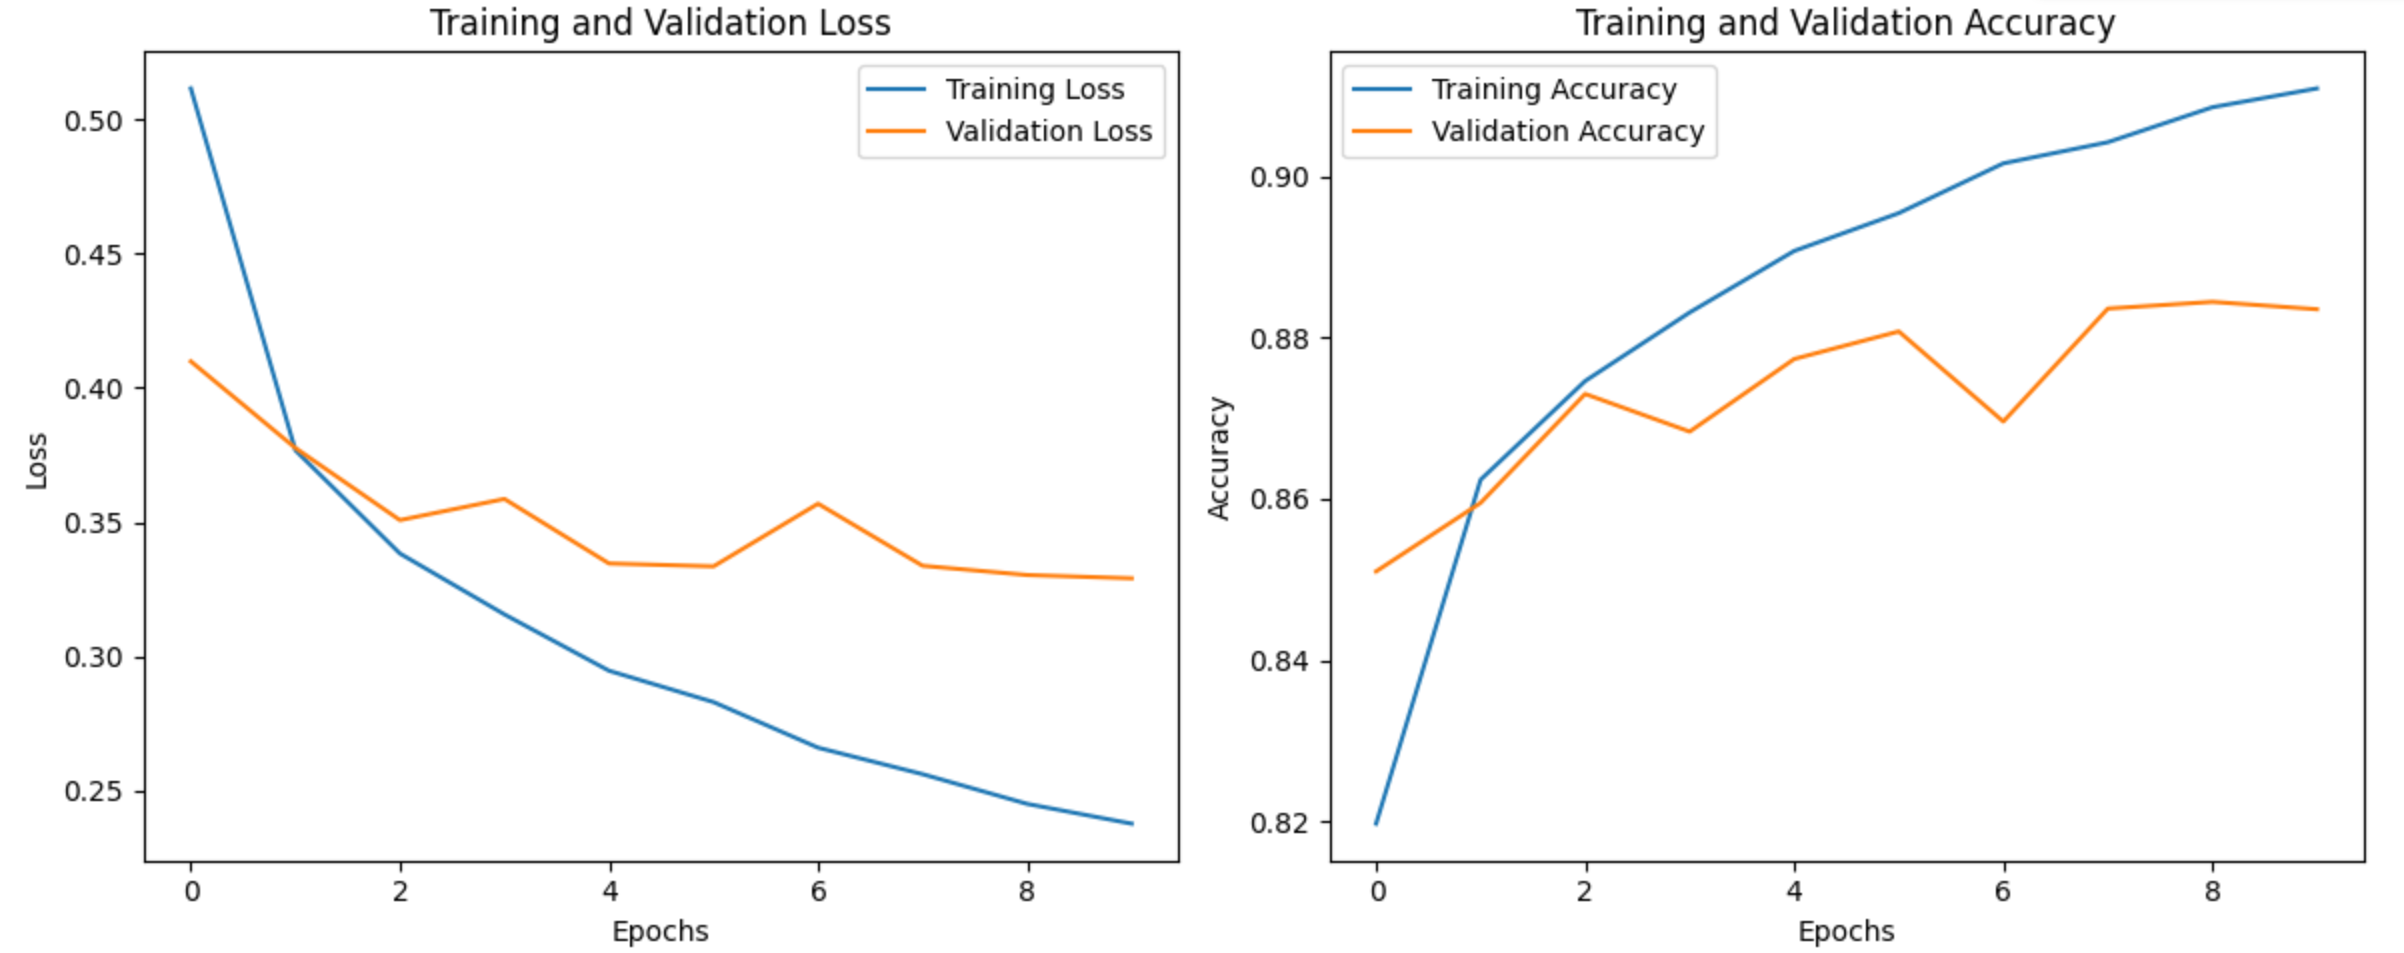 Training and Validation Loss
Training Loss
Validation Loss
0.50
0.45
0.40
0.35
0.30
0.25
Loss
0 2 4 6 8
Epochs
Training and Validation Accuracy
Training Accuracy
Validation Accuracy
0.90
0.88
0.86
0.84
0.82
Accuracy
0 2 4 6 8
Epochs